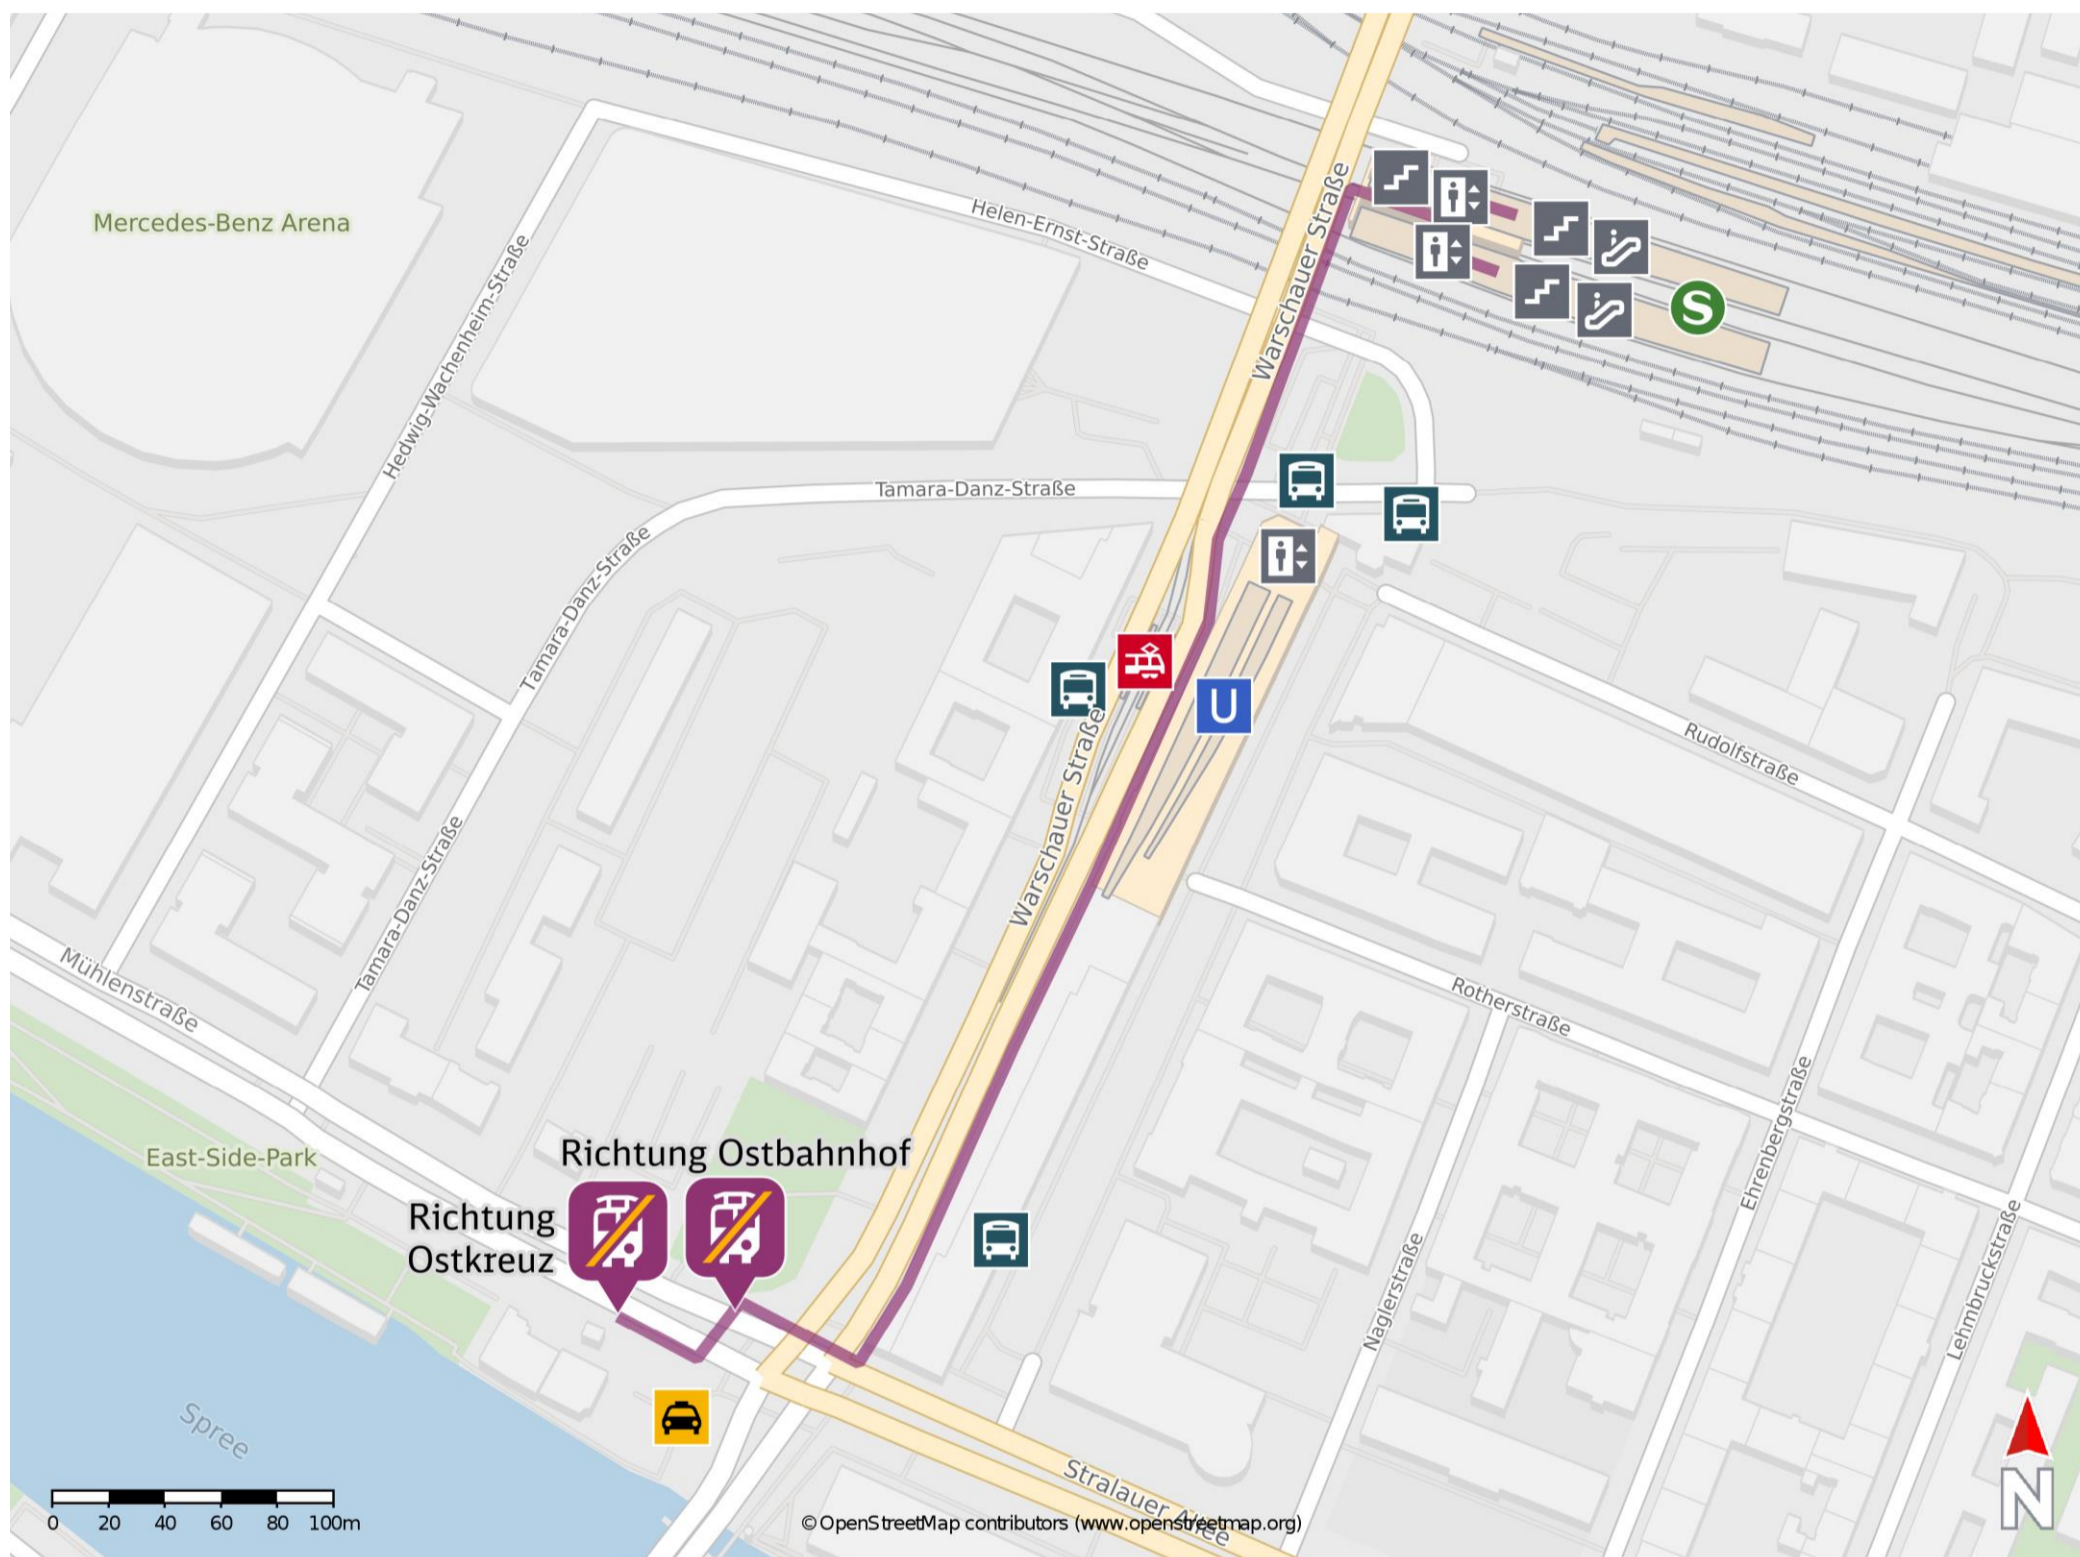 Mercedes-Benz Arena
Hedwig-Wachenheim-Straße
Helen-Ernst-Straße
Warschauer Straße
S
Tamara-Danz-Straße
Tamara-Danz-Straße
U
Warschauer Straße
Rudolfstraße
Tamara-Danz-Straße
Mühlenstraße
Rotherstraße
Ehrenbergstraße
East-Side-Park
Richtung Ostbahnhof
Richtung
Ostkreuz
Naglerstraße
Lehmbruckstraße
Spree
Stralauer Allee
0 20 40 60 80 100m
© OpenStreetMap contributors (www.openstreetmap.org)
N